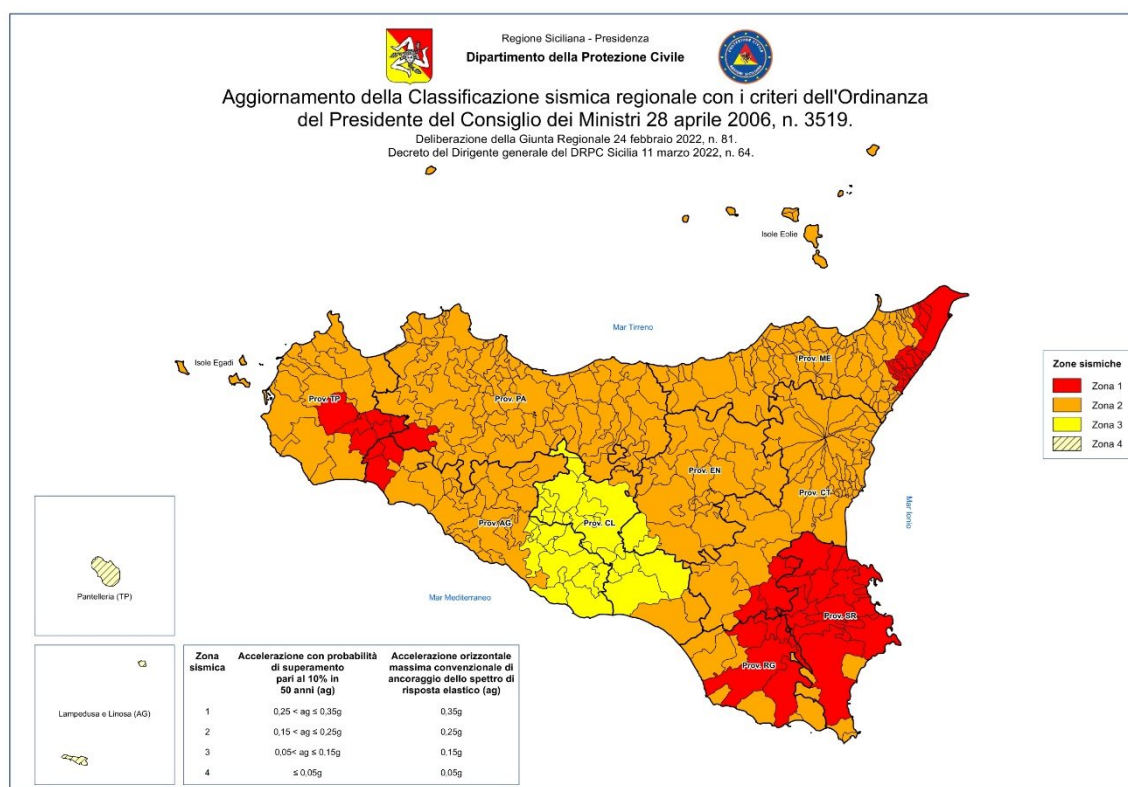 Regione Siciliana - Presidenza
Dipartimento della Protezione Civile
Aggiornamento della Classificazione sismica regionale con i criteri dell'Ordinanza
del Presidente del Consiglio dei Ministri 28 aprile 2006, n. 3519.
Deliberazione della Giunta Regionale 24 febbraio 2022, n. 81.
Decreto del Dirigente generale del DRPC Sicilia 11 marzo 2022, n. 64.
Isole Eolie
Mar Tirreno
Isole Egadi
Prov. ME
Prov. TP
Prov. PA
Prov. EN
Prov. CT
Mar Ionio
Prov. AG
Prov. CL
Mar Mediterraneo
Prov. SR
Prov. RG
Zone sismiche
Zona 1
Zona 2
Zona 3
Zona 4
Pantelleria (TP)
Lampedusa e Linosa (AG)
Zona sismica
Accelerazione con probabilità
di superamento
pari al 10% in
50 anni (ag)
Accelerazione orizzontale
massima convenzionale di
ancoraggio dello spettro di
risposta elastico (ag)
1 0,25 < ag ≤ 0,35g 0,35g
2 0,15 < ag ≤ 0,25g 0,25g
3 0,05< ag ≤ 0,15g 0,15g
4 ≤ 0,05g 0,05g